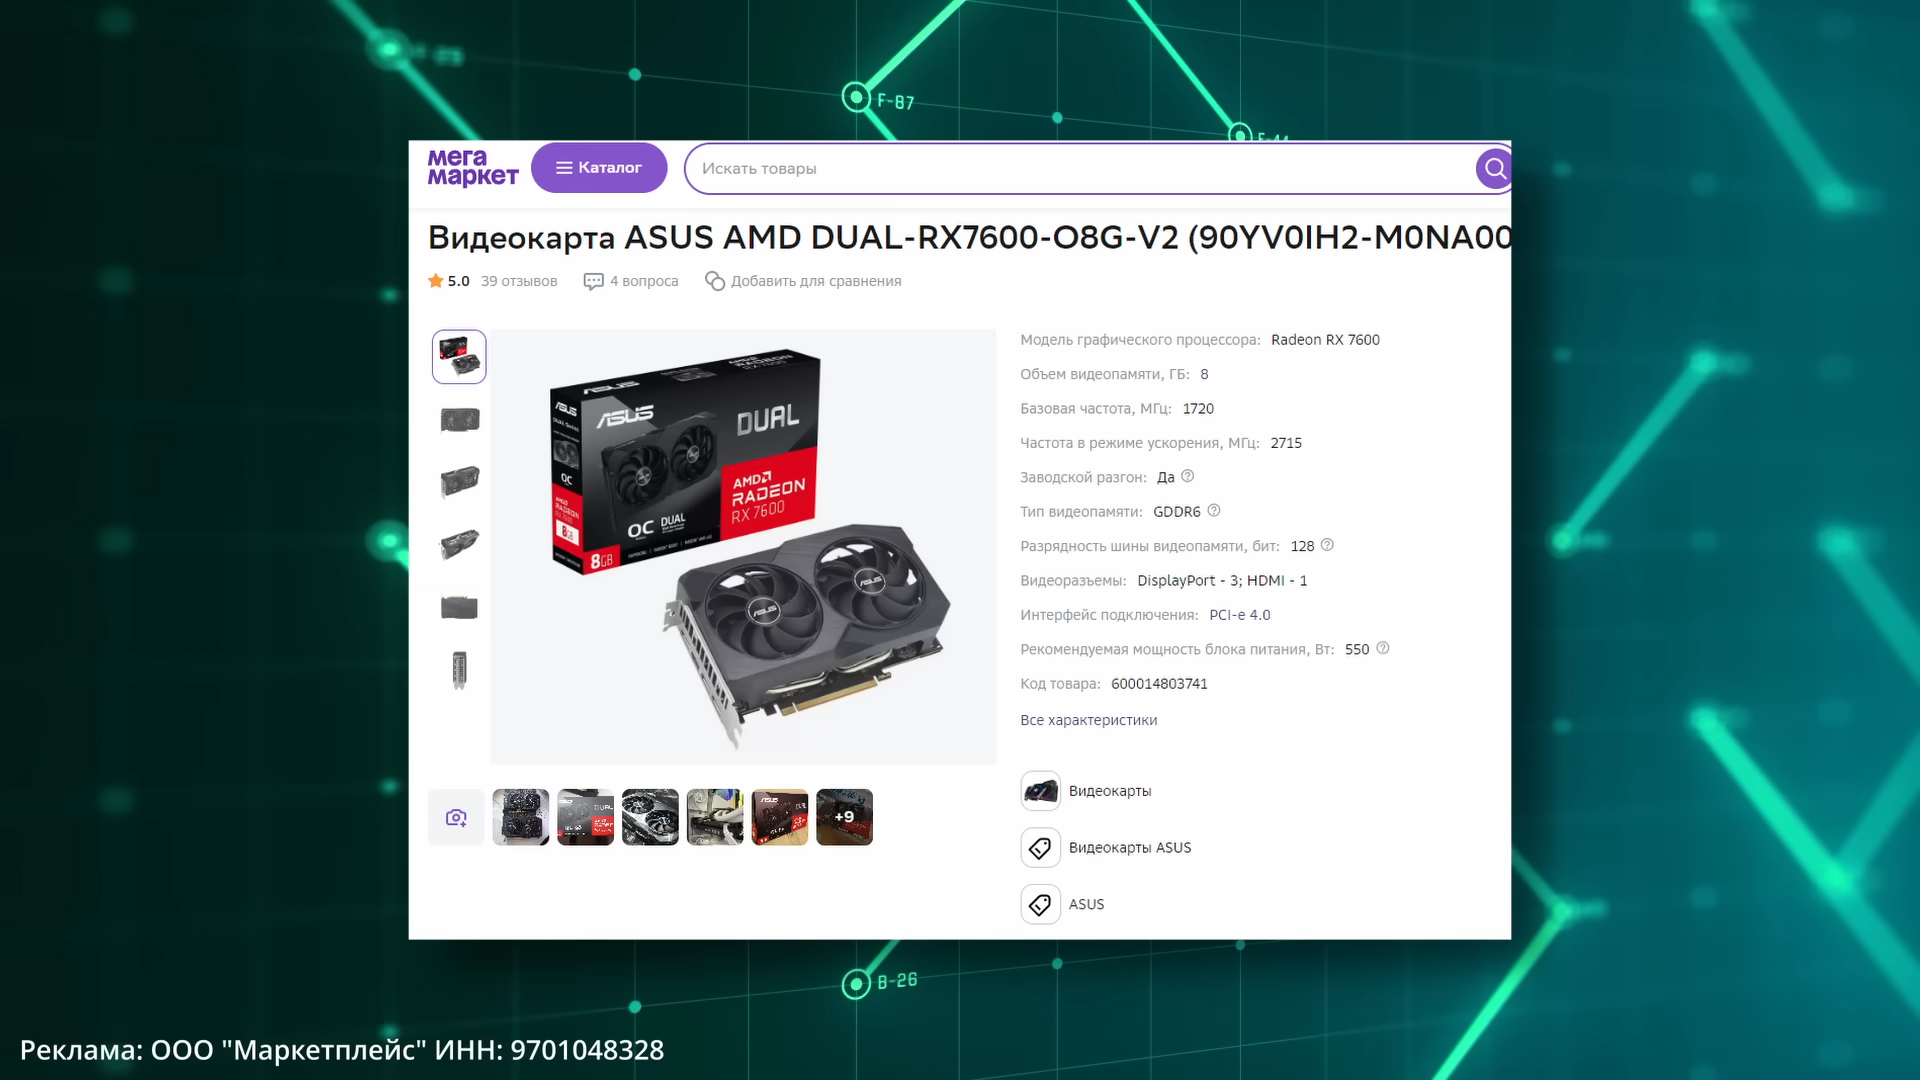 F-87
F-44
мега
маркет
Каталог
Искать товары
Видеокарта ASUS AMD DUAL-RX7600-O8G-V2 (90YV0IH2-M0NA00
5.0 39 отзывов 4 вопроса Добавить для сравнения
Модель графического процессора: Radeon RX 7600
Объем видеопамяти, ГБ: 8
Базовая частота, МГц: 1720
Частота в режиме ускорения, МГц: 2715
Заводской разгон: Да
Тип видеопамяти: GDDR6
Разрядность шины видеопамяти, бит: 128
Видеоразъемы: DisplayPort - 3; HDMI - 1
Интерфейс подключения: PCI-e 4.0
Рекомендуемая мощность блока питания, Вт: 550
Код товара: 600014803741
Все характеристики
ASUS
DUAL
AMD
RADEON
RX 7600
OC DUAL
8GB
ASUS
ASUS
+9
Видеокарты
Видеокарты ASUS
ASUS
B-26
Реклама: ООО "Маркетплейс" ИНН: 9701048328